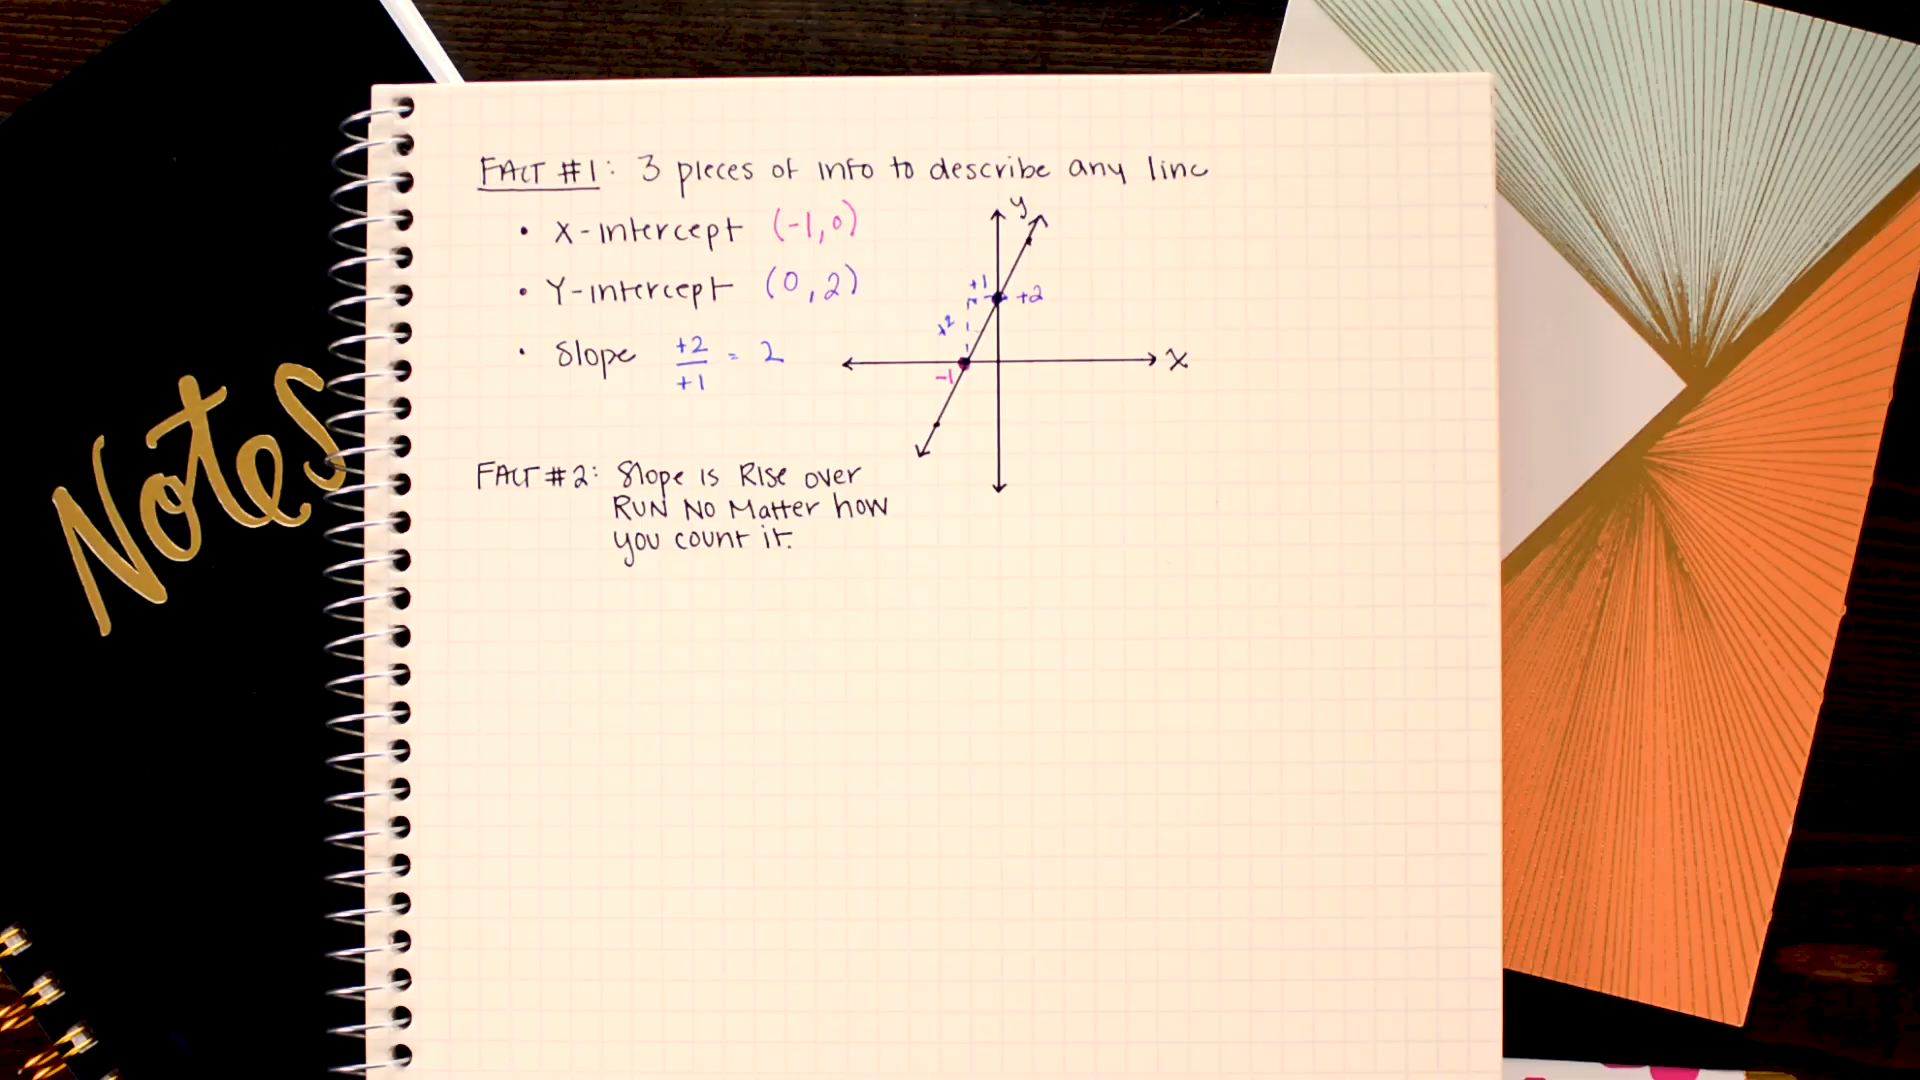 FACT #1: 3 pieces of info to describe any line
• X-intercept (-1,0)
• Y-intercept (0,2)
• Slope +2/+1 = 2
y
+1
+2
+2
x
-1
FACT #2: Slope is Rise over
RUN No Matter how
you count it.
Notes